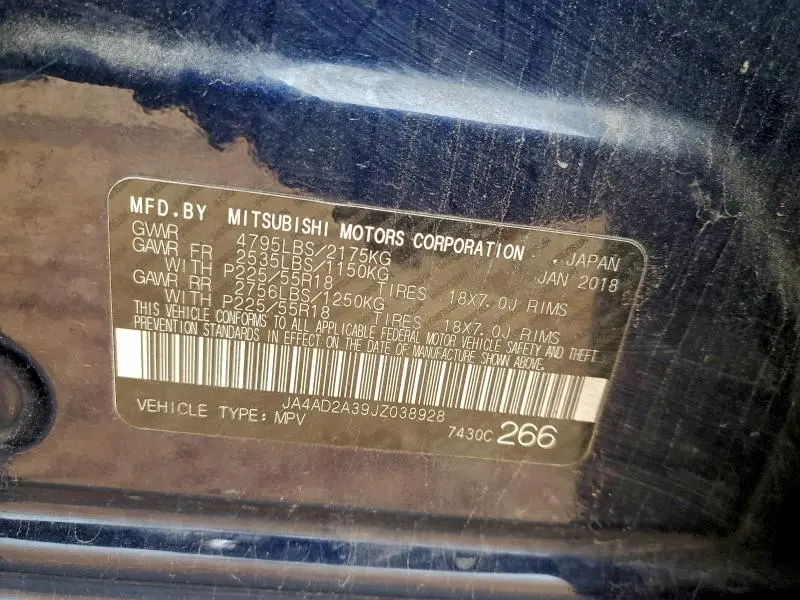 MFD.BY MITSUBISHI MOTORS CORPORATION , JAPAN
GWVR 4795LBS/2175KG JAN 2018
GAWR FR 2535LBS/1150KG
WITH P225/55R18 TIRES 18X7.0J RIMS
GAWR RR 2756LBS/1250KG
WITH P225/55R18 TIRES 18X7.0J RIMS
THIS VEHICLE CONFORMS TO ALL APPLICABLE FEDERAL MOTOR VEHICLE SAFETY AND THEFT
PREVENTION STANDARDS IN EFFECT ON THE DATE OF MANUFACTURE SHOWN ABOVE.
JA4AD2A39JZ038928
VEHICLE TYPE: MPV
7430C 266